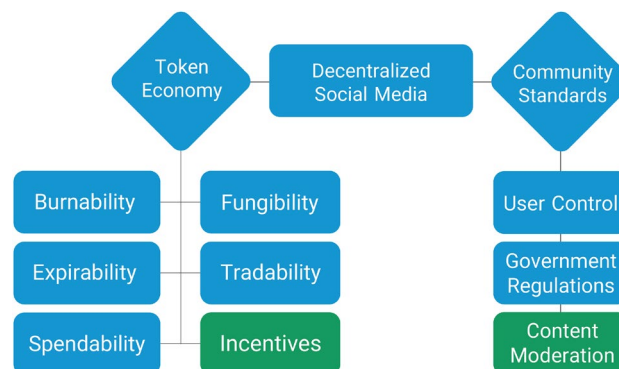 Token
Economy
Decentralized
Social Media
Community
Standards
Burnability
Fungibility
User Control
Expirability
Tradability
Government
Regulations
Spendability
Incentives
Content
Moderation